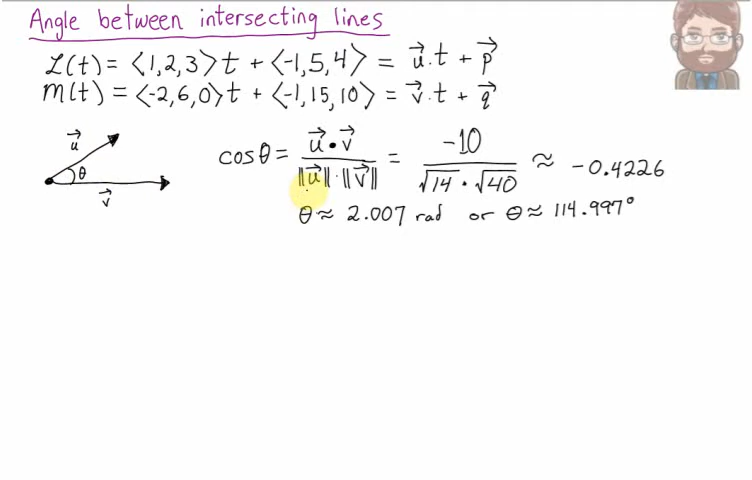 Angle between intersecting lines
L(t) = ⟨1,2,3⟩t + ⟨-1,5,4⟩ = u⃗·t + p⃗
m(t) = ⟨-2,6,0⟩t + ⟨-1,15,10⟩ = v⃗·t + q⃗
u⃗
θ
v⃗
cosθ = u⃗•v⃗ / ‖u⃗‖·‖v⃗‖ = -10 / √14·√40 ≈ -0.4226
θ ≈ 2.007 rad or θ ≈ 114.997°